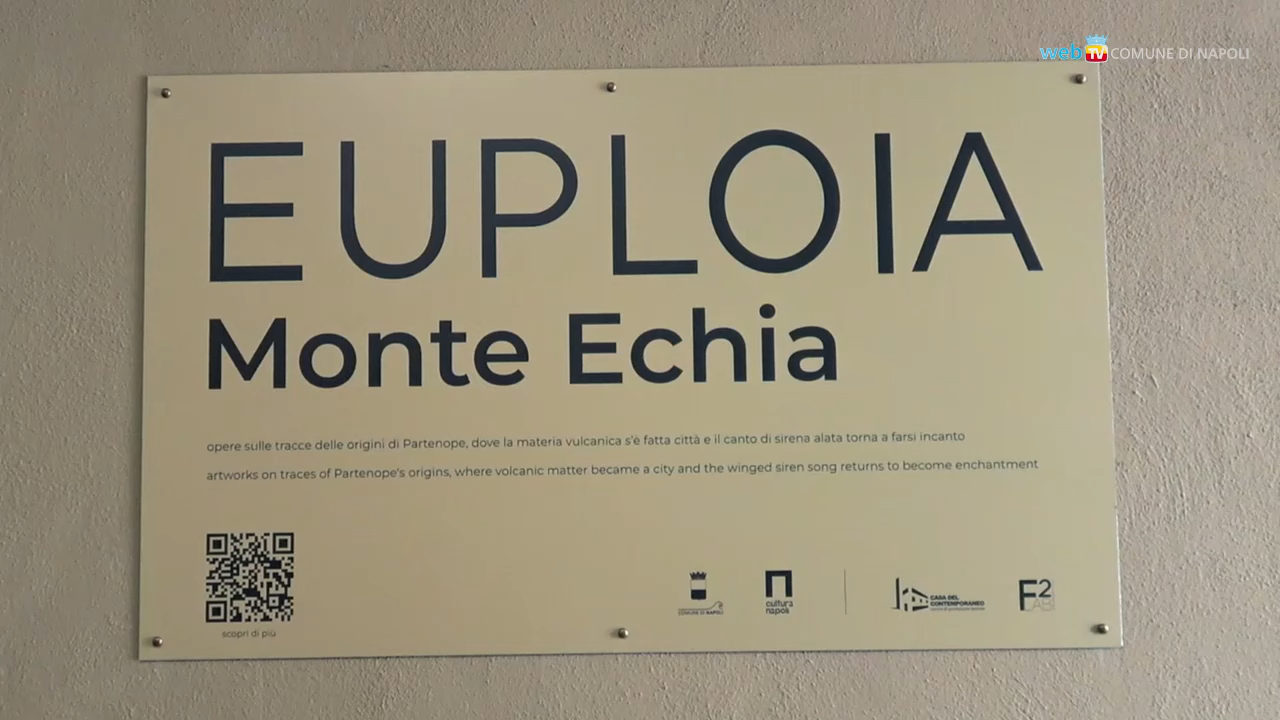 web TV COMUNE DI NAPOLI
EUPLOIA
Monte Echia
opere sulle tracce delle origini di Partenope, dove la materia vulcanica s'è fatta città e il canto di sirena alata torna a farsi incanto
artworks on traces of Partenope's origins, where volcanic matter became a city and the winged siren song returns to become enchantment
scopri di più
COMUNE DI NAPOLI
cultura
napoli
CASA DEL
CONTEMPORANEO
F2
LAB